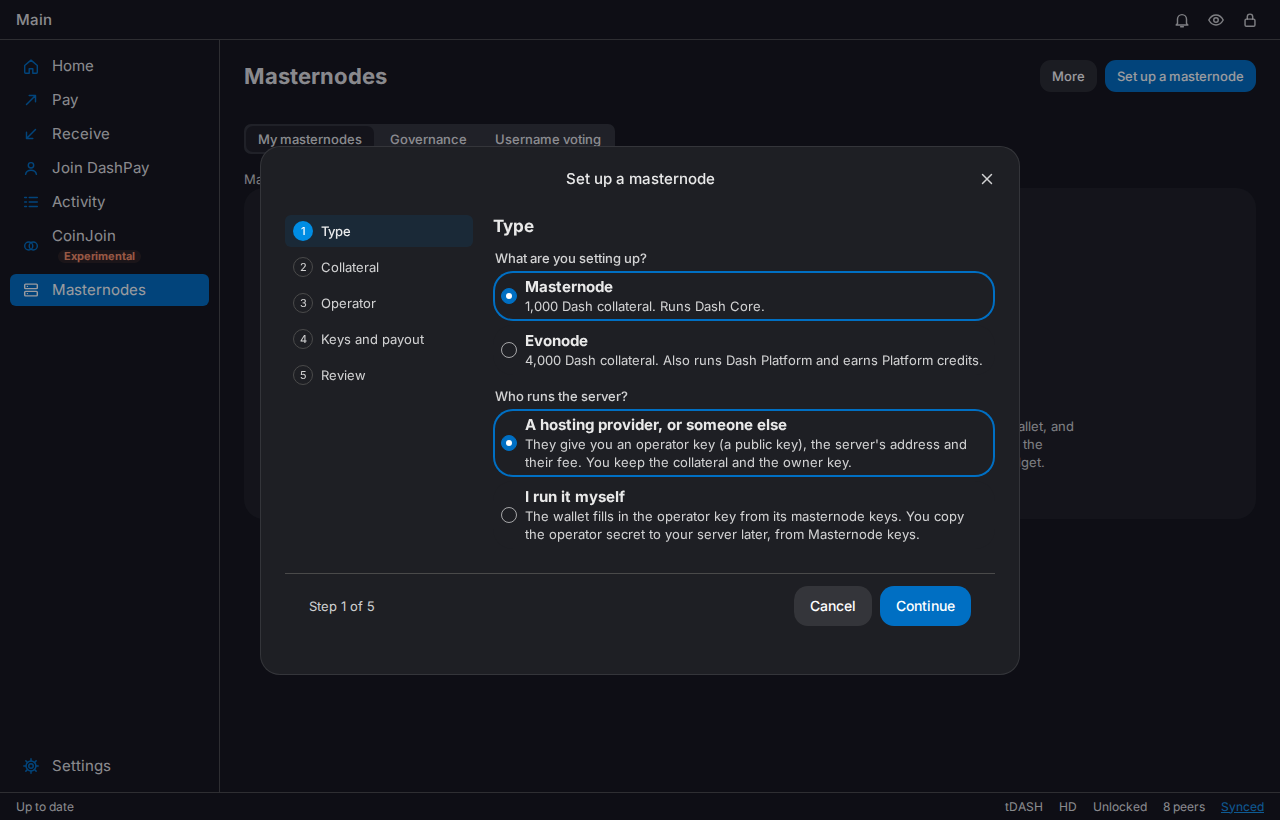 Main
Home
Pay
Receive
Join DashPay
Activity
CoinJoin
Experimental
Masternodes
Settings
Masternodes
More
Set up a masternode
My masternodes
Governance
Username voting
Set up a masternode
1 Type
2 Collateral
3 Operator
4 Keys and payout
5 Review
Type
What are you setting up?
Masternode
1,000 Dash collateral. Runs Dash Core.
Evonode
4,000 Dash collateral. Also runs Dash Platform and earns Platform credits.
Who runs the server?
A hosting provider, or someone else
They give you an operator key (a public key), the server's address and
their fee. You keep the collateral and the owner key.
I run it myself
The wallet fills in the operator key from its masternode keys. You copy
the operator secret to your server later, from Masternode keys.
Step 1 of 5
Cancel
Continue
and
the
Up to date
tDASH
HD
Unlocked
8 peers
Synced